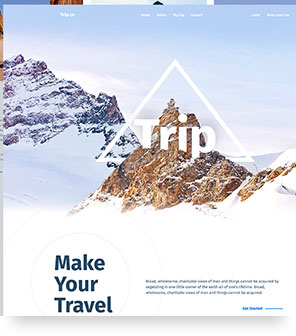 Trip.co
Home
My trip
Contact
Login
Make your trip
Trip
Make
Your
Travel
Broad, wholesome, charitable views of men and things cannot be acquired by
vegetating in one little corner of the earth all of one's lifetime. Broad,
wholesome, charitable views of men and things cannot be acquired
Get Started